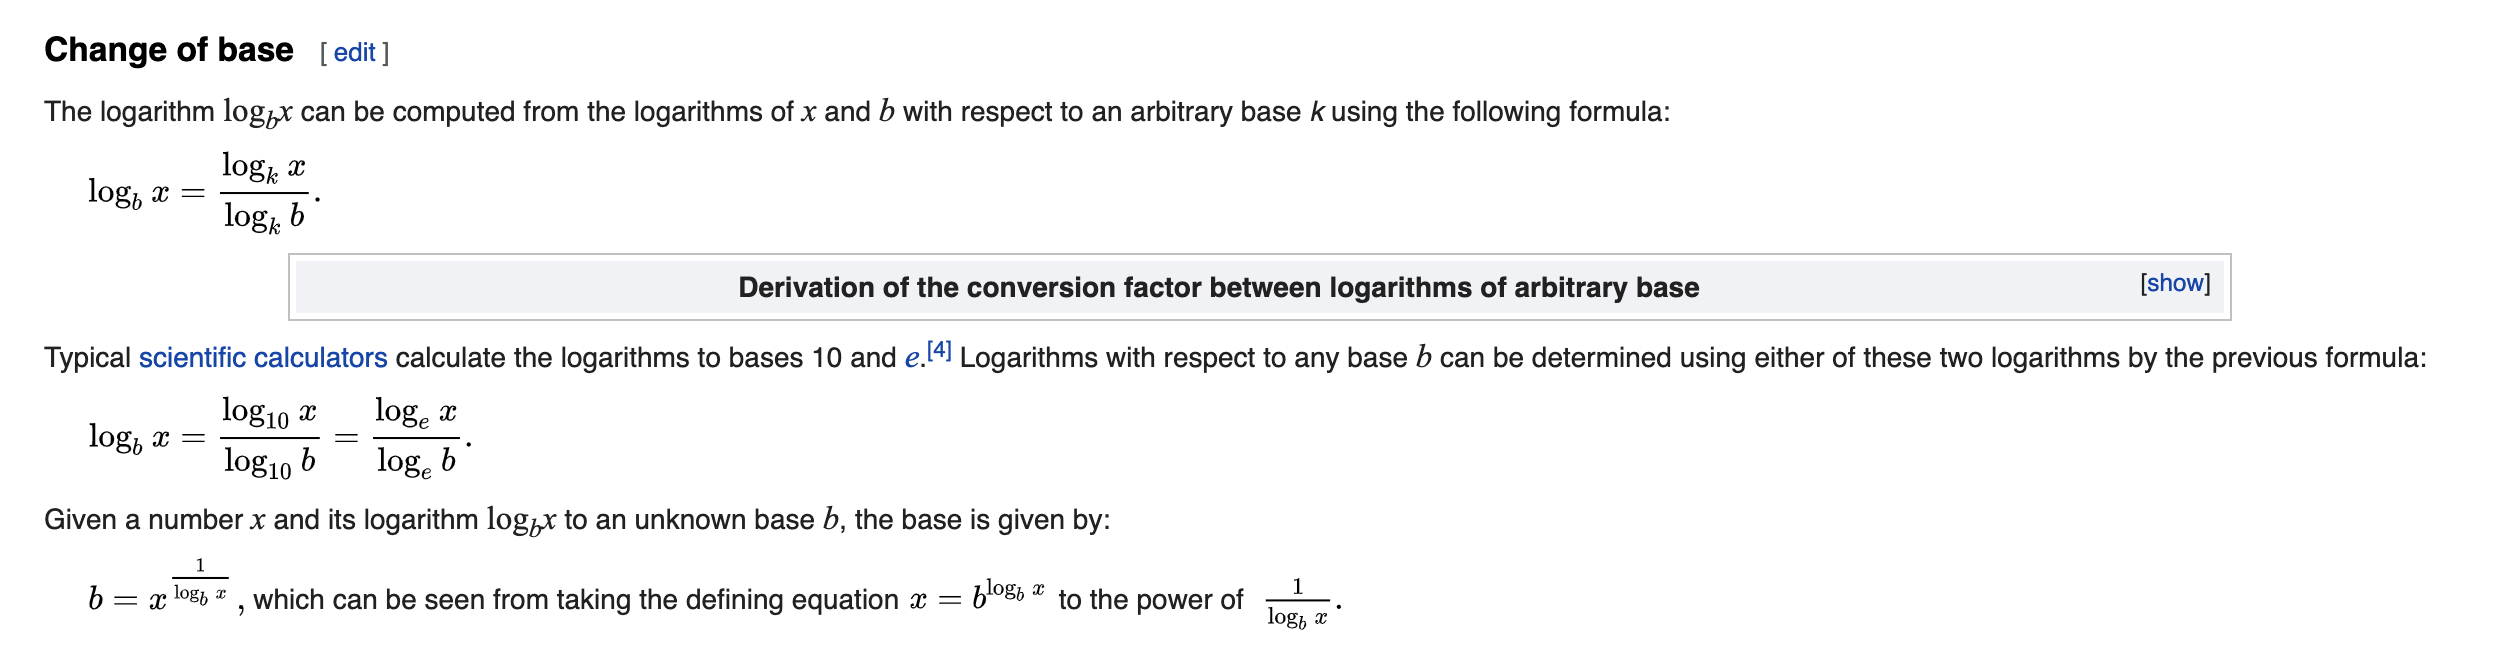 Change of base [ edit ]
The logarithm log_b x can be computed from the logarithms of x and b with respect to an arbitrary base k using the following formula:
log_b x = \frac{log_k x}{log_k b}.
Derivation of the conversion factor between logarithms of arbitrary base [show]
Typical scientific calculators calculate the logarithms to bases 10 and e.[4] Logarithms with respect to any base b can be determined using either of these two logarithms by the previous formula:
log_b x = \frac{log_{10} x}{log_{10} b} = \frac{log_e x}{log_e b}.
Given a number x and its logarithm log_b x to an unknown base b, the base is given by:
b = x^{\frac{1}{log_b x}}, which can be seen from taking the defining equation x = b^{log_b x} to the power of \frac{1}{log_b x}.